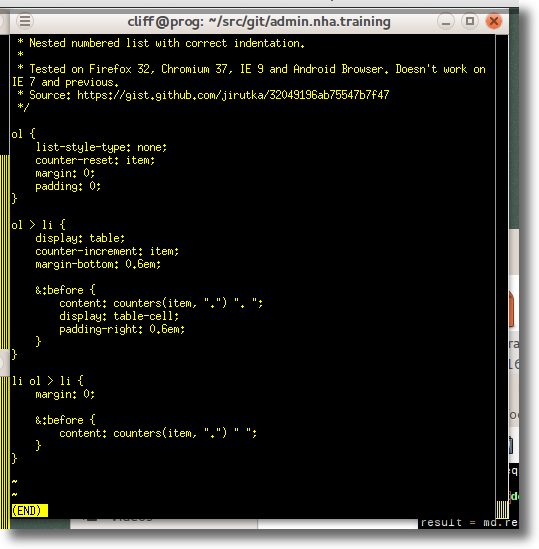 cliff@prog: ~/src/git/admin.nha.training
 * Nested numbered list with correct indentation.
 *
 * Tested on Firefox 32, Chromium 37, IE 9 and Android Browser. Doesn't work on
IE 7 and previous.
 * Source: https://gist.github.com/jirutka/32049196ab75547b7f47
 */

ol {
    list-style-type: none;
    counter-reset: item;
    margin: 0;
    padding: 0;
}

ol > li {
    display: table;
    counter-increment: item;
    margin-bottom: 0.6em;

    &:before {
        content: counters(item, ".") ". ";
        display: table-cell;
        padding-right: 0.6em;
    }
}

li ol > li {
    margin: 0;

    &:before {
        content: counters(item, ".") " ";
    }
}
~
~
(END)
result = md.re